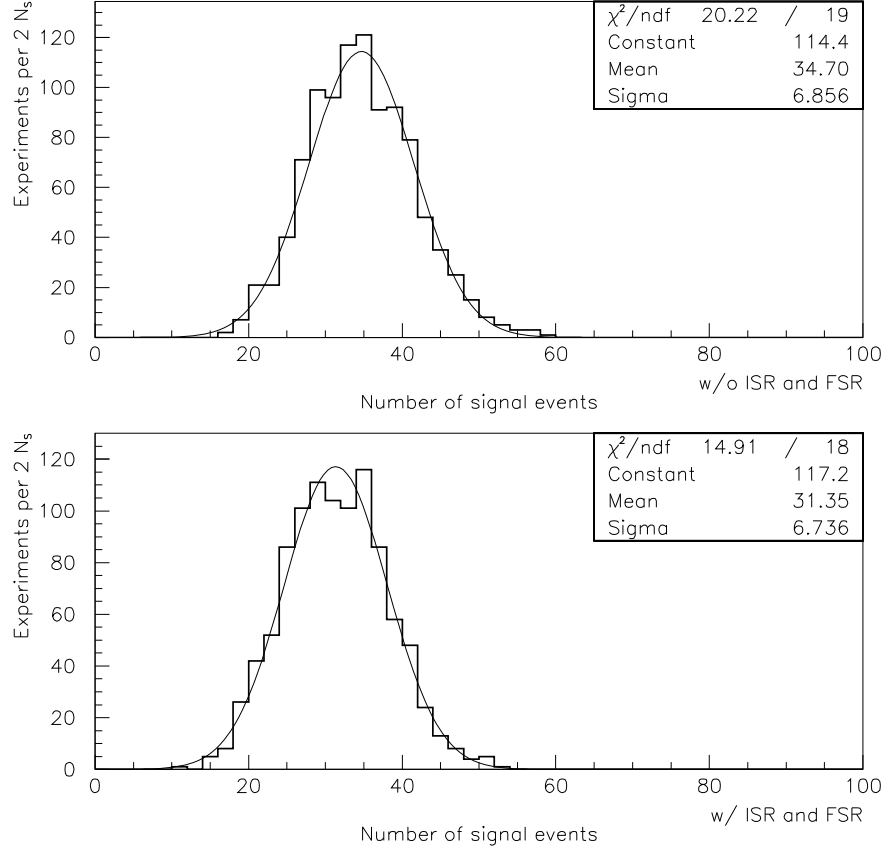 Experiments per 2 Nₛ
120
100
80
60
40
20
0
χ²/ndf 20.22 / 19
Constant 114.4
Mean 34.70
Sigma 6.856
0 20 40 60 80 100
w/o ISR and FSR
Number of signal events
Experiments per 2 Nₛ
120
100
80
60
40
20
0
χ²/ndf 14.91 / 18
Constant 117.2
Mean 31.35
Sigma 6.736
0 20 40 60 80 100
w/ ISR and FSR
Number of signal events